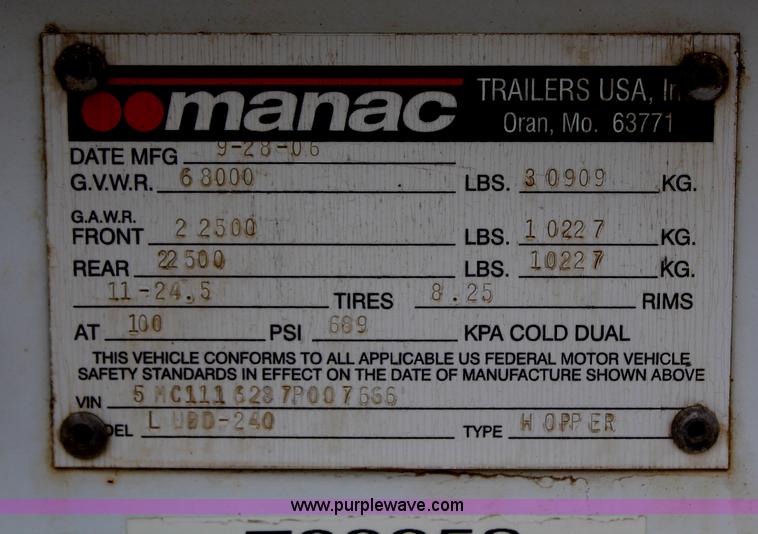 manac TRAILERS USA,
Oran, Mo. 63771
DATE MFG 9-28-06
G.V.W.R. 68000 LBS. 30909 KG.
G.A.W.R.
FRONT 22500 LBS. 10227 KG.
REAR 22500 LBS. 10227 KG.
11-24.5 TIRES 8.25 RIMS
AT 100 PSI 689 KPA COLD DUAL
THIS VEHICLE CONFORMS TO ALL APPLICABLE US FEDERAL MOTOR VEHICLE
SAFETY STANDARDS IN EFFECT ON THE DATE OF MANUFACTURE SHOWN ABOVE
VIN
TYPE HOPPER
www.purplewave.com